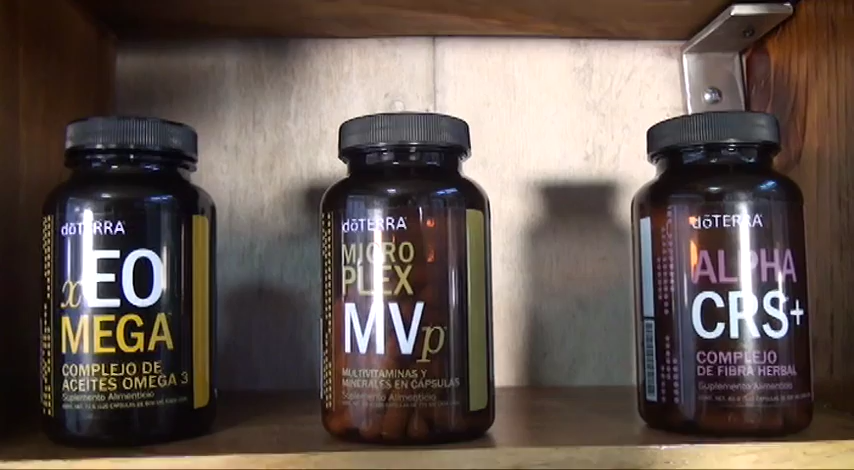 dōTERRA
xEO
MEGA
COMPLEJO DE
ACEITES OMEGA 3
Suplemento Alimenticio
dōTERRA
MICRO
PLEX
MVp
MULTIVITAMINAS Y
MINERALES EN CÁPSULAS
Suplemento Alimenticio
dōTERRA
ALPHA
CRS+
COMPLEJO
DE FIBRA HERBAL
Suplemento Alimenticio